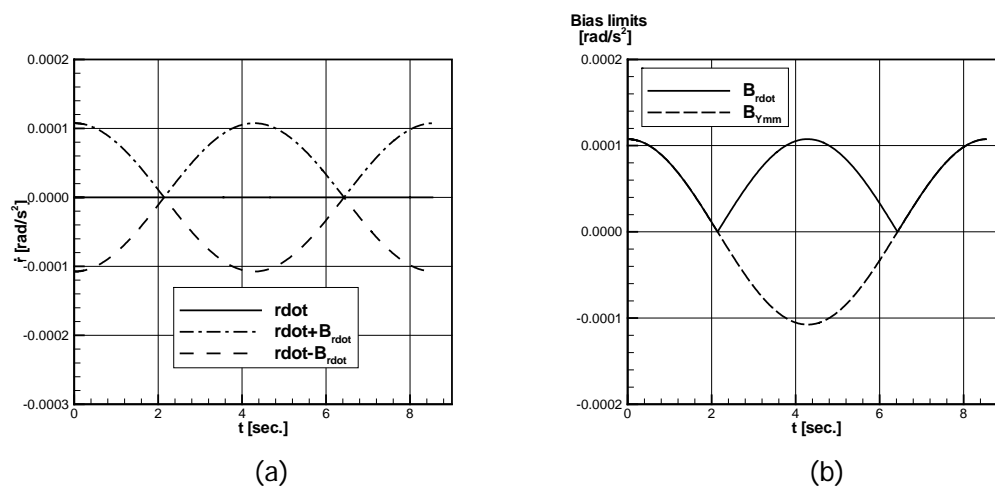 0.0002
0.0001
0.0000
-0.0001
-0.0002
-0.0003
ṙ [rad/s²]
0 2 4 6 8
t [sec.]
rdot
rdot+B_rdot
rdot-B_rdot
(a)
Bias limits
[rad/s²]
0.0002
0.0001
0.0000
-0.0001
-0.0002
0 2 4 6 8
t [sec.]
B_rdot
B_Ymm
(b)